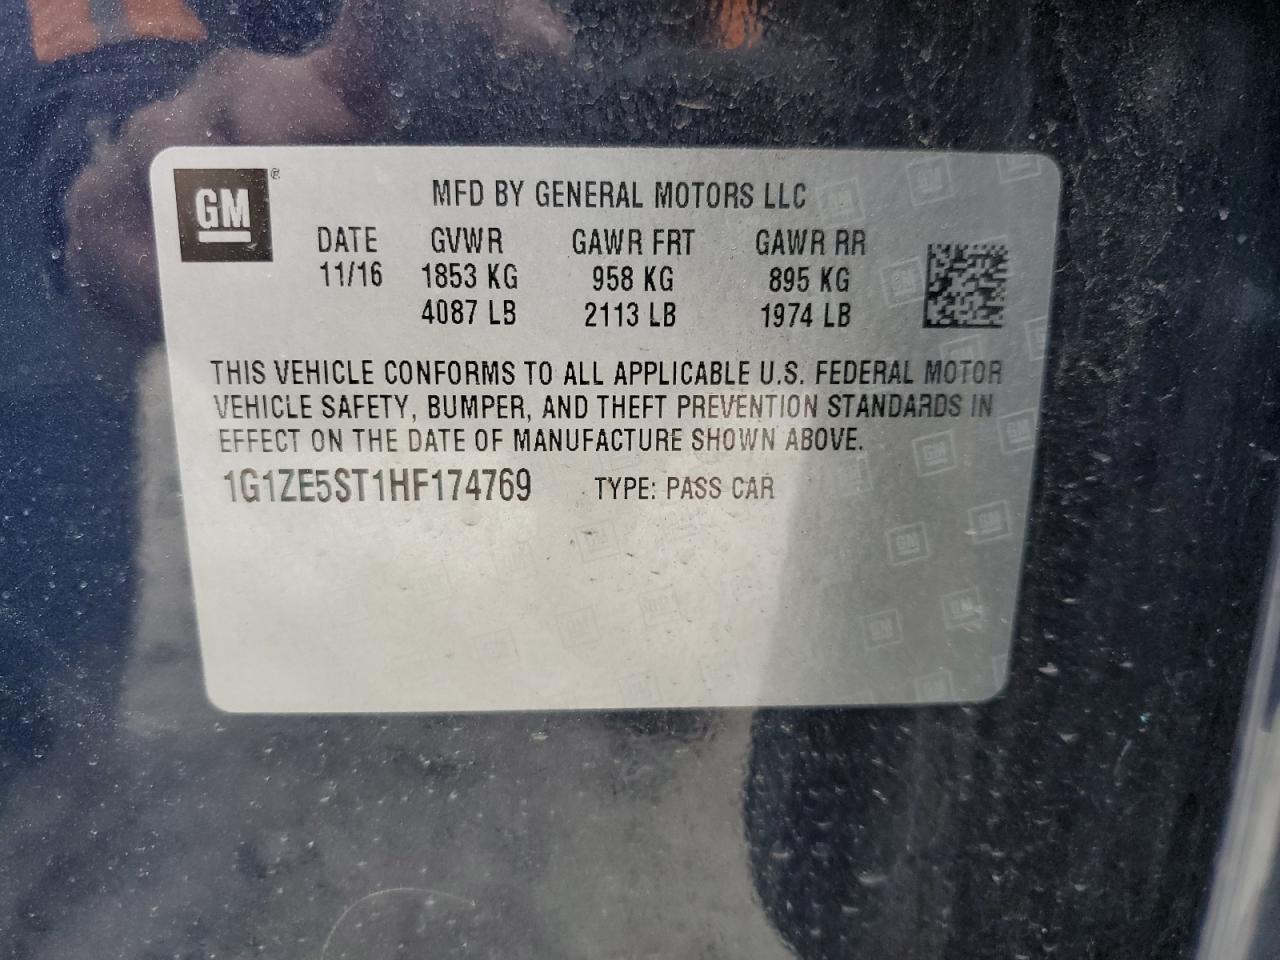 GM ®
MFD BY GENERAL MOTORS LLC
DATE GVWR GAWR FRT GAWR RR
11/16 1853 KG 958 KG 895 KG
4087 LB 2113 LB 1974 LB
THIS VEHICLE CONFORMS TO ALL APPLICABLE U.S. FEDERAL MOTOR
VEHICLE SAFETY, BUMPER, AND THEFT PREVENTION STANDARDS IN
EFFECT ON THE DATE OF MANUFACTURE SHOWN ABOVE.
1G1ZE5ST1HF174769 TYPE: PASS CAR